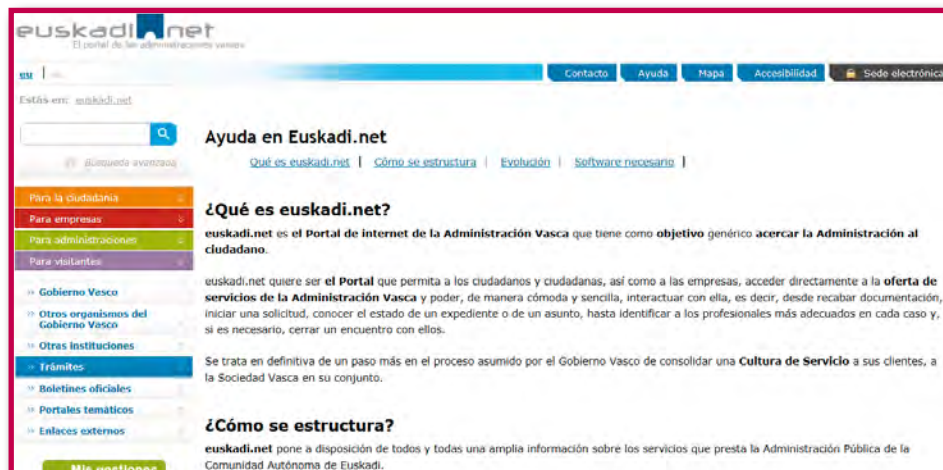 euskadi.net
El portal de las administraciones vascas
eus
Contacto
Ayuda
Mapa
Accesibilidad
Sede electrónica
Estás en: euskadi.net
Búsqueda avanzada
Para la ciudadanía
Para empresas
Para administraciones
Para visitantes
Gobierno Vasco
Otros organismos del
Gobierno Vasco
Otras Instituciones
Trámites
Boletines oficiales
Portales temáticos
Enlaces externos
Mis gestiones
Ayuda en Euskadi.net
Qué es euskadi.net | Cómo se estructura | Evolución | Software necesario |
¿Qué es euskadi.net?
euskadi.net es el Portal de internet de la Administración Vasca que tiene como objetivo genérico acercar la Administración al
ciudadano.
euskadi.net quiere ser el Portal que permita a los ciudadanos y ciudadanas, así como a las empresas, acceder directamente a la oferta de
servicios de la Administración Vasca y poder, de manera cómoda y sencilla, interactuar con ella, es decir, desde recabar documentación,
iniciar una solicitud, conocer el estado de un expediente o de un asunto, hasta identificar a los profesionales más adecuados en cada caso y,
si es necesario, cerrar un encuentro con ellos.
Se trata en definitiva de un paso más en el proceso asumido por el Gobierno Vasco de consolidar una Cultura de Servicio a sus clientes, a
la Sociedad Vasca en su conjunto.
¿Cómo se estructura?
euskadi.net pone a disposición de todos y todas una amplia información sobre los servicios que presta la Administración Pública de la
Comunidad Autónoma de Euskadi.